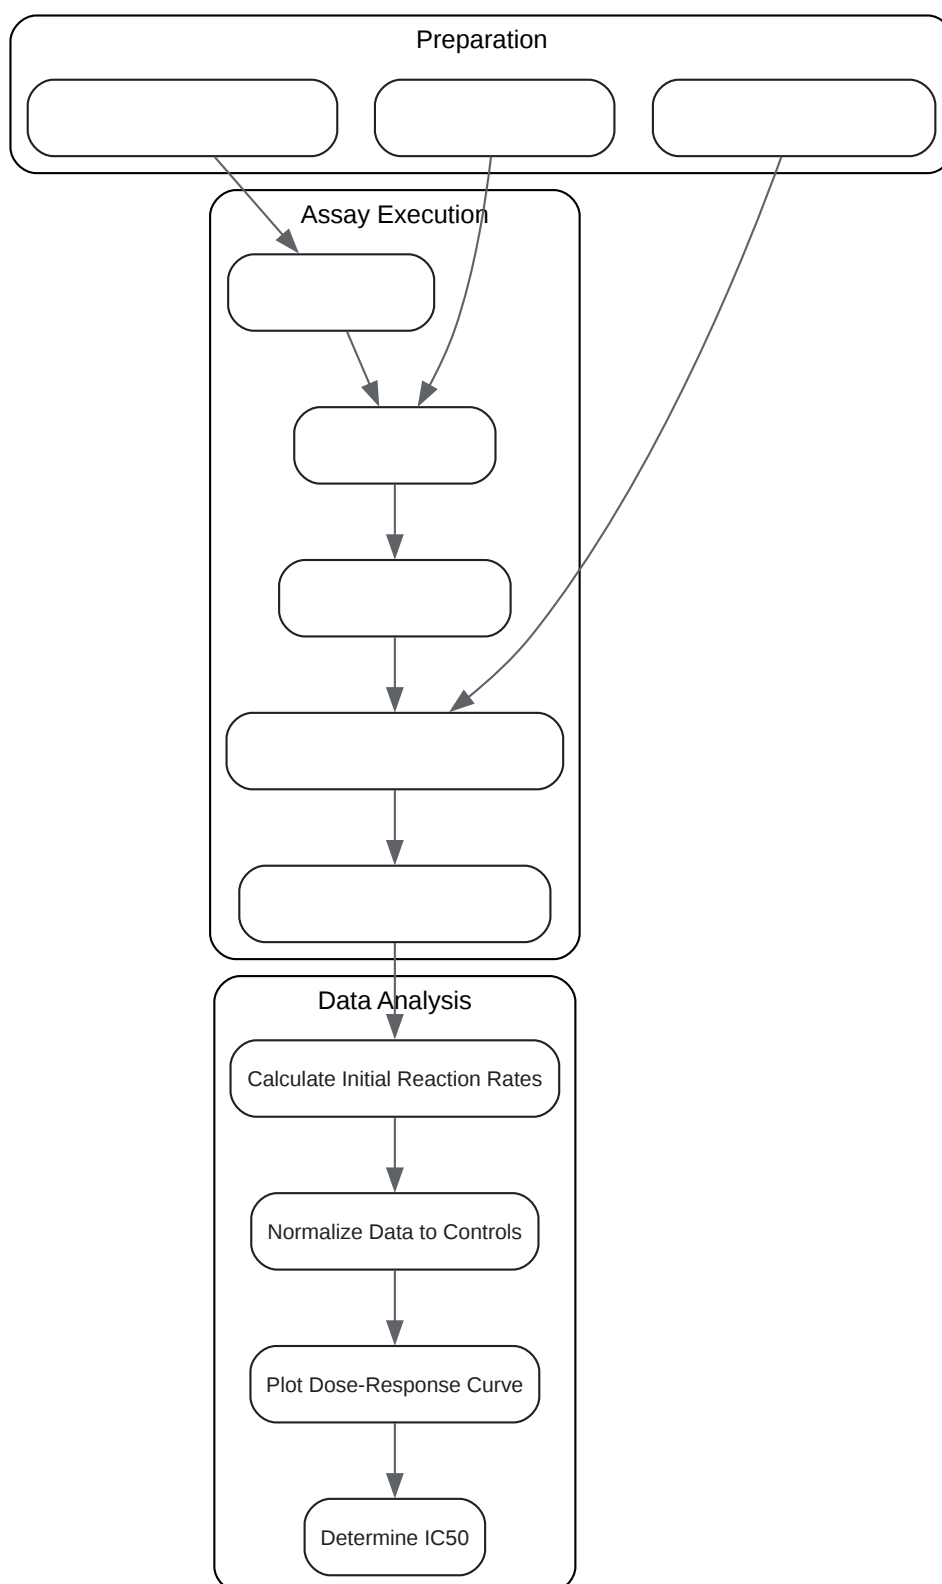 Preparation
Assay Execution
Data Analysis
Calculate Initial Reaction Rates
Normalize Data to Controls
Plot Dose-Response Curve
Determine IC50